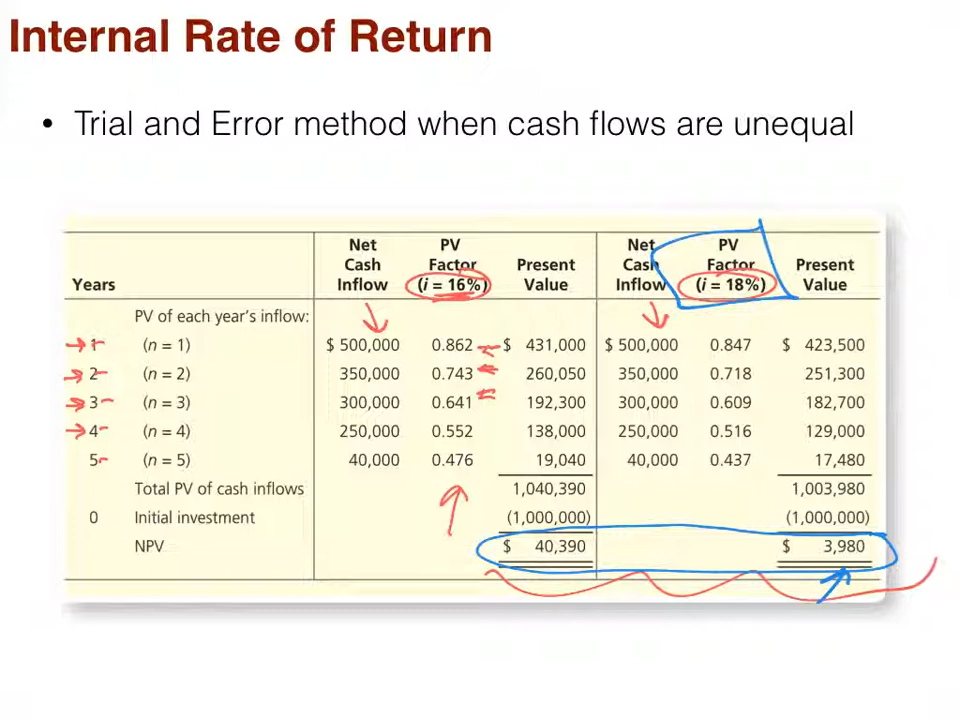 Internal Rate of Return
• Trial and Error method when cash flows are unequal
Net PV Net PV
Cash Factor Present Cash Factor Present
Years Inflow (i = 16%) Value Inflow (i = 18%) Value
PV of each year's inflow:
1 (n = 1) $ 500,000 0.862 $ 431,000 $ 500,000 0.847 $ 423,500
2 (n = 2) 350,000 0.743 260,050 350,000 0.718 251,300
3 (n = 3) 300,000 0.641 192,300 300,000 0.609 182,700
4 (n = 4) 250,000 0.552 138,000 250,000 0.516 129,000
5 (n = 5) 40,000 0.476 19,040 40,000 0.437 17,480
Total PV of cash inflows 1,040,390 1,003,980
0 Initial investment (1,000,000) (1,000,000)
NPV $ 40,390 $ 3,980